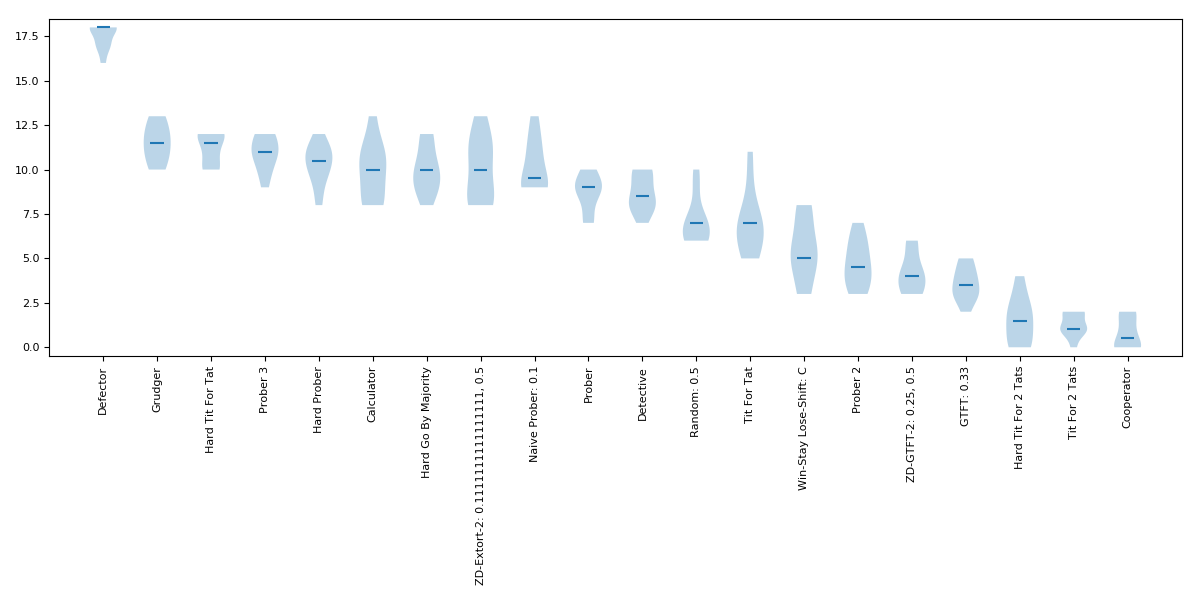 17.5
15.0
12.5
10.0
7.5
5.0
2.5
0.0
Defector
Grudger
Hard Tit For Tat
Prober 3
Hard Prober
Calculator
Hard Go By Majority
ZD-Extort-2: 0.1111111111111111, 0.5
Naive Prober: 0.1
Prober
Detective
Random: 0.5
Tit For Tat
Win-Stay Lose-Shift: C
Prober 2
ZD-GTFT-2: 0.25, 0.5
GTFT: 0.33
Hard Tit For 2 Tats
Tit For 2 Tats
Cooperator